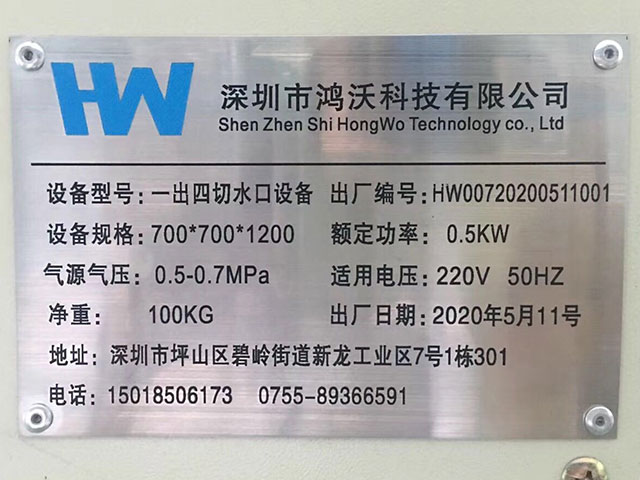 HW
深圳市鸿沃科技有限公司
Shen Zhen Shi HongWo Technology co., Ltd
设备型号: 一出四切水口设备 出厂编号: HW00720200511001
设备规格: 700*700*1200 额定功率: 0.5KW
气源气压: 0.5-0.7MPa 适用电压: 220V 50HZ
净重: 100KG 出厂日期: 2020年5月11号
地址: 深圳市坪山区碧岭街道新龙工业区7号1栋301
电话: 15018506173 0755-89366591